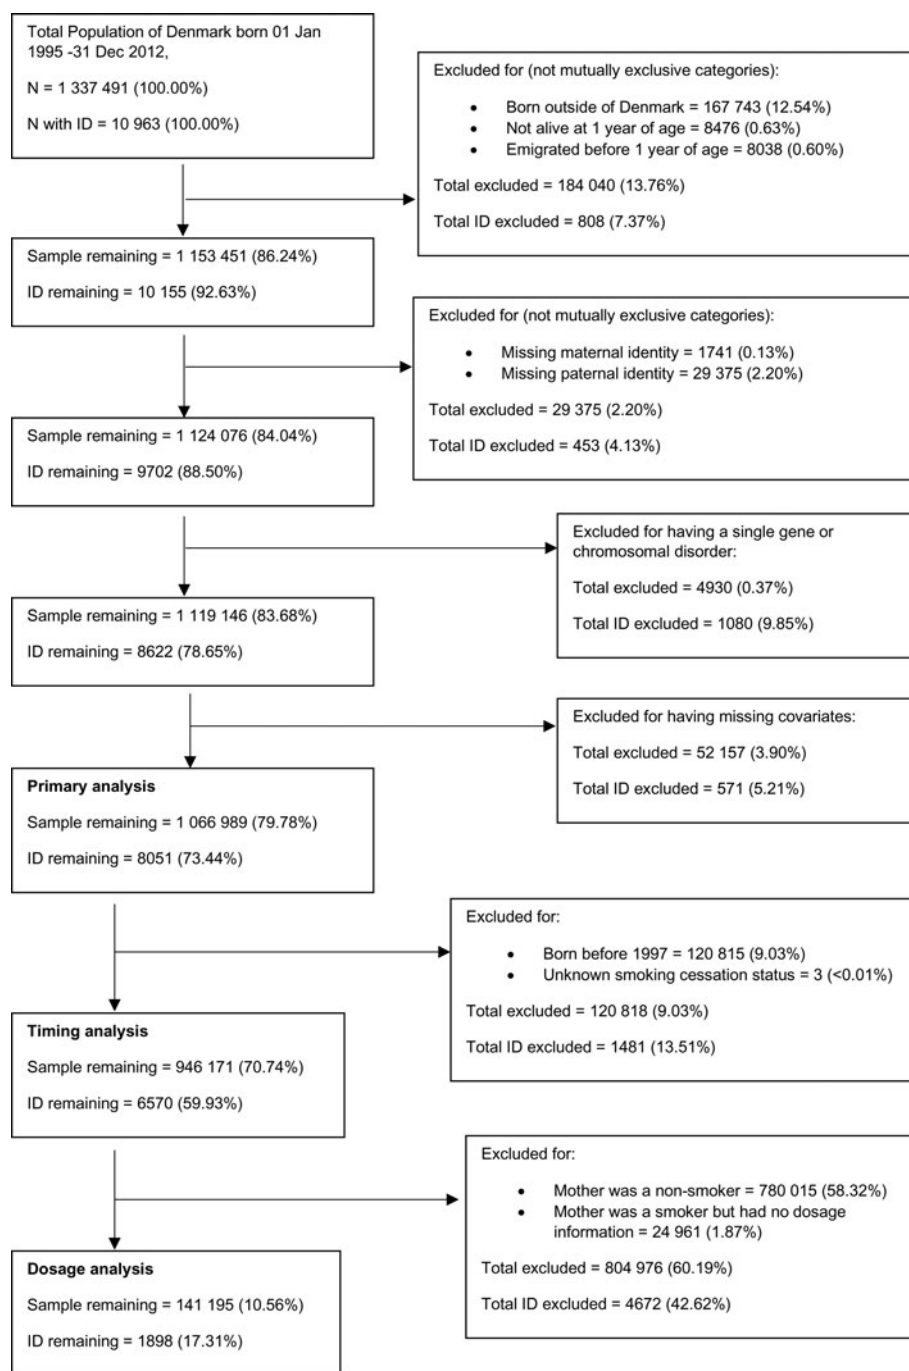 Total Population of Denmark born 01 Jan
1995 -31 Dec 2012,
N = 1 337 491 (100.00%)
N with ID = 10 963 (100.00%)
Excluded for (not mutually exclusive categories):
• Born outside of Denmark = 167 743 (12.54%)
• Not alive at 1 year of age = 8476 (0.63%)
• Emigrated before 1 year of age = 8038 (0.60%)
Total excluded = 184 040 (13.76%)
Total ID excluded = 808 (7.37%)
Sample remaining = 1 153 451 (86.24%)
ID remaining = 10 155 (92.63%)
Excluded for (not mutually exclusive categories):
• Missing maternal identity = 1741 (0.13%)
• Missing paternal identity = 29 375 (2.20%)
Total excluded = 29 375 (2.20%)
Total ID excluded = 453 (4.13%)
Sample remaining = 1 124 076 (84.04%)
ID remaining = 9702 (88.50%)
Excluded for having a single gene or
chromosomal disorder:
Total excluded = 4930 (0.37%)
Total ID excluded = 1080 (9.85%)
Sample remaining = 1 119 146 (83.68%)
ID remaining = 8622 (78.65%)
Excluded for having missing covariates:
Total excluded = 52 157 (3.90%)
Total ID excluded = 571 (5.21%)
Primary analysis
Sample remaining = 1 066 989 (79.78%)
ID remaining = 8051 (73.44%)
Excluded for:
• Born before 1997 = 120 815 (9.03%)
• Unknown smoking cessation status = 3 (<0.01%)
Total excluded = 120 818 (9.03%)
Total ID excluded = 1481 (13.51%)
Timing analysis
Sample remaining = 946 171 (70.74%)
ID remaining = 6570 (59.93%)
Excluded for:
• Mother was a non-smoker = 780 015 (58.32%)
• Mother was a smoker but had no dosage
information = 24 961 (1.87%)
Total excluded = 804 976 (60.19%)
Total ID excluded = 4672 (42.62%)
Dosage analysis
Sample remaining = 141 195 (10.56%)
ID remaining = 1898 (17.31%)